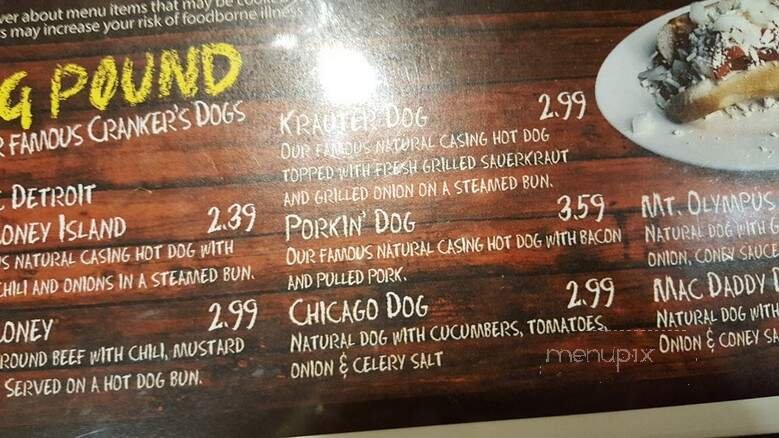 ver about menu items that may be
s may increase your risk of foodborne illness
G POUND
R FAMOUS CRANKER'S DOGS
DETROIT
ONEY ISLAND 2.39
S NATURAL CASING HOT DOG WITH
CHILI AND ONIONS IN A STEAMED BUN.
ONEY 2.99
ROUND BEEF WITH CHILI, MUSTARD
SERVED ON A HOT DOG BUN.
KRAUTER DOG 2.99
OUR FAMOUS NATURAL CASING HOT DOG
TOPPED WITH FRESH GRILLED SAUERKRAUT
AND GRILLED ONION ON A STEAMED BUN.
PORKIN' DOG 3.59
OUR FAMOUS NATURAL CASING HOT DOG WITH BACON
AND PULLED PORK.
CHICAGO DOG 2.99
NATURAL DOG WITH CUCUMBERS, TOMATOES,
ONION & CELERY SALT
MT. OLYMPUS
NATURAL DOG WITH G
ONION, CONEY SAUCE
MAC DADDY
NATURAL DOG WITH
ONION & CONEY SA
menupix